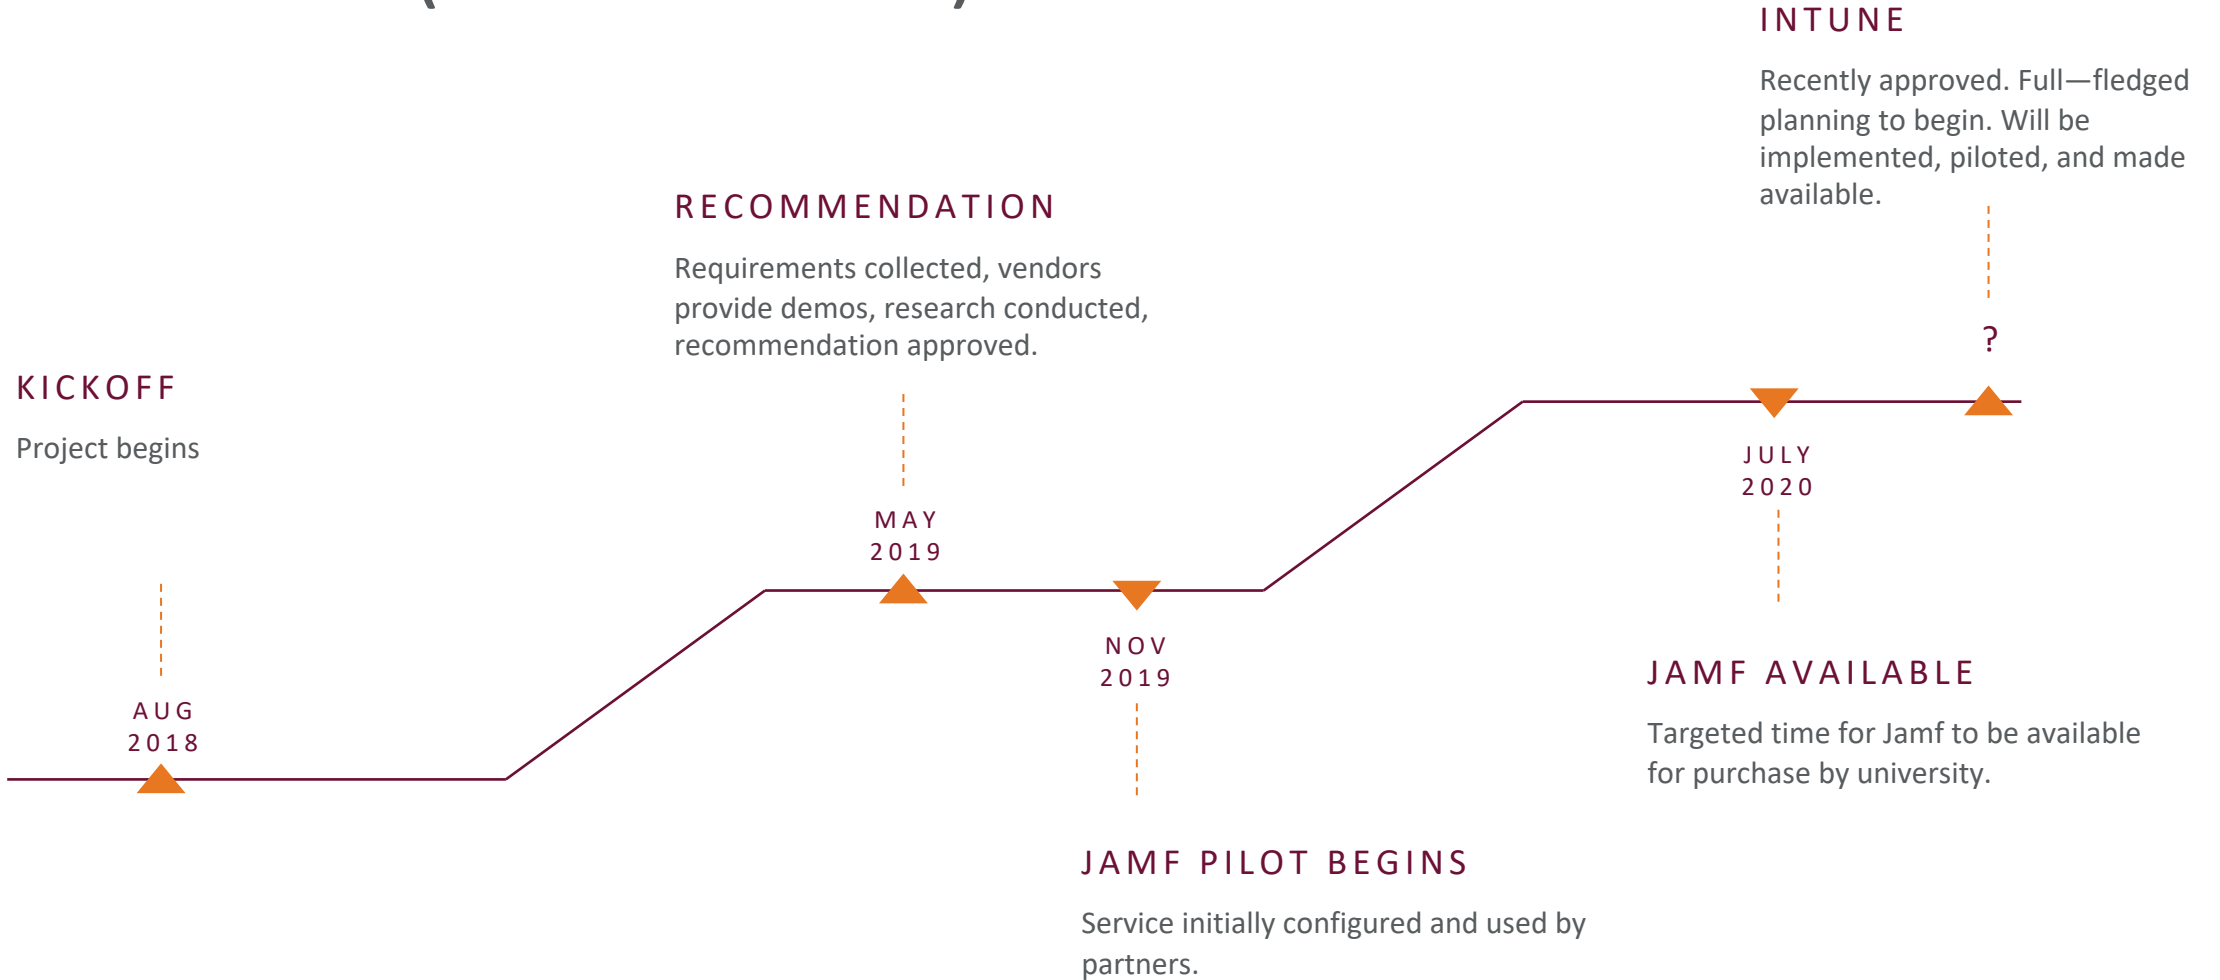 KICKOFF
Project begins
AUG
2018
RECOMMENDATION
Requirements collected, vendors
provide demos, research conducted,
recommendation approved.
MAY
2019
NOV
2019
JAMF PILOT BEGINS
Service initially configured and used by
partners.
JULY
2020
JAMF AVAILABLE
Targeted time for Jamf to be available
for purchase by university.
INTUNE
Recently approved. Full—fledged
planning to begin. Will be
implemented, piloted, and made
available.
?